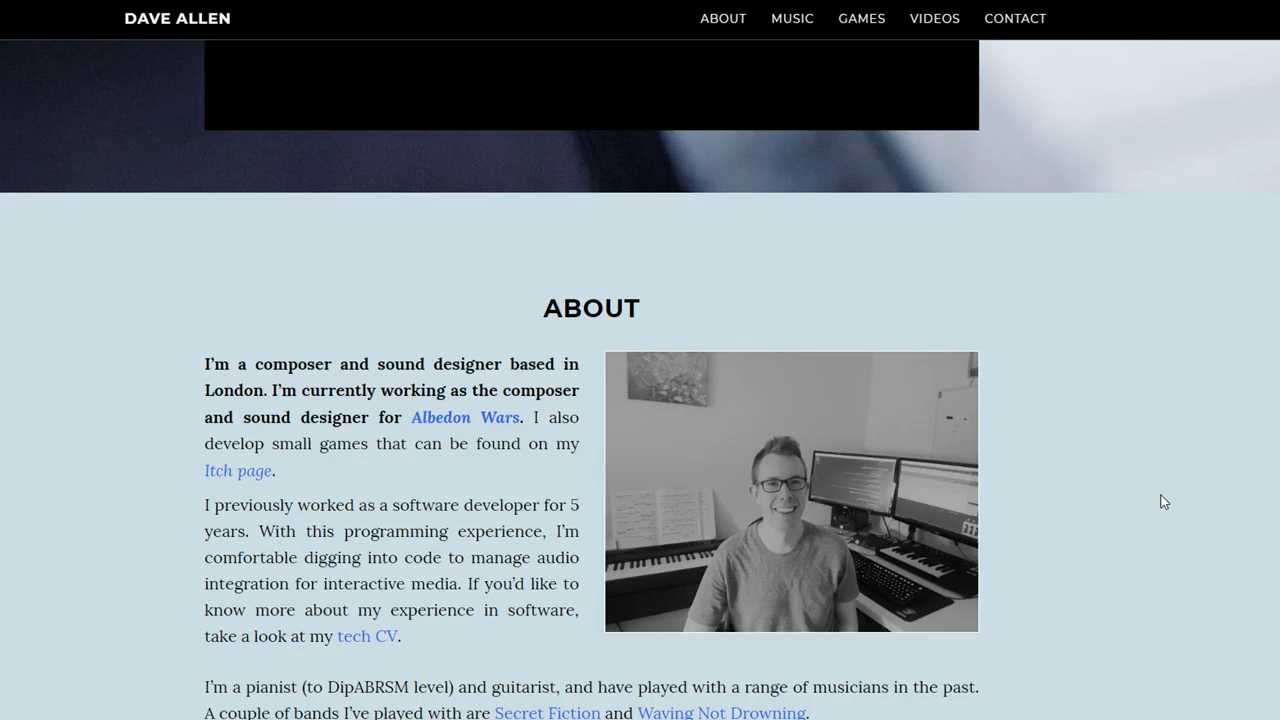 DAVE ALLEN
ABOUT MUSIC GAMES VIDEOS CONTACT
ABOUT
I’m a composer and sound designer based in
London. I’m currently working as the composer
and sound designer for Albedon Wars. I also
develop small games that can be found on my
Itch page.
I previously worked as a software developer for 5
years. With this programming experience, I’m
comfortable digging into code to manage audio
integration for interactive media. If you’d like to
know more about my experience in software,
take a look at my tech CV.
I’m a pianist (to DipABRSM level) and guitarist, and have played with a range of musicians in the past.
A couple of bands I’ve played with are Secret Fiction and Waving Not Drowning.